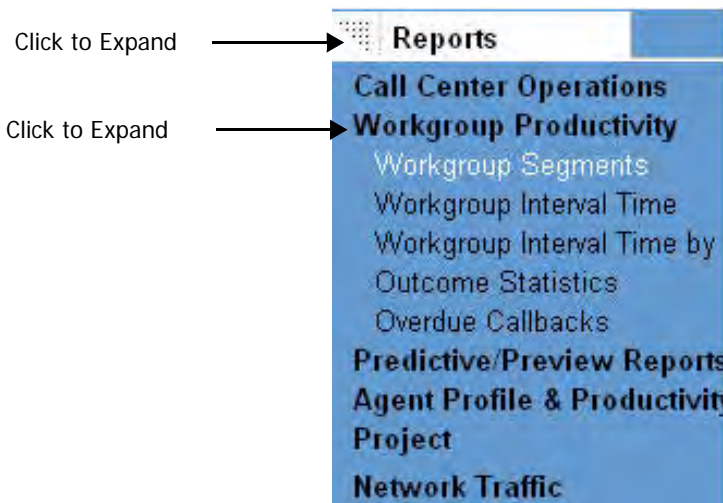 Click to Expand
Reports
Call Center Operations
Click to Expand
Workgroup Productivity
Workgroup Segments
Workgroup Interval Time
Workgroup Interval Time by
Outcome Statistics
Overdue Callbacks
Predictive/Preview Reports
Agent Profile & Productivity
Project
Network Traffic